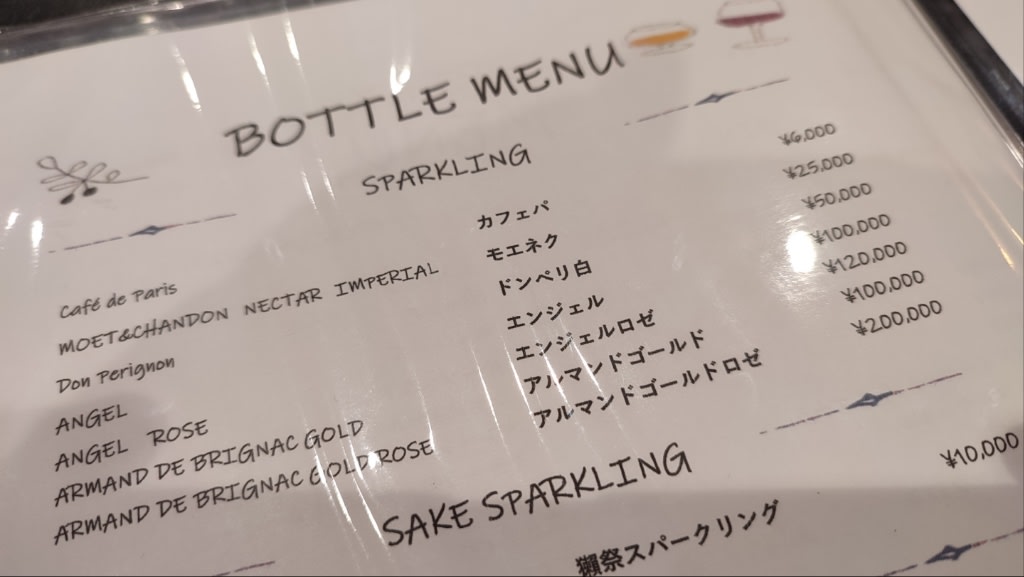 BOTTLE MENU
SPARKLING
Café de Paris カフェパ ¥6,000
MOET&CHANDON NECTAR IMPERIAL モエネク ¥25,000
Don Perignon ドンペリ白 ¥50,000
ANGEL エンジェル ¥100,000
ANGEL ROSE エンジェルロゼ ¥120,000
ARMAND DE BRIGNAC GOLD アルマンドゴールド ¥100,000
ARMAND DE BRIGNAC GOLD ROSE アルマンドゴールドロゼ ¥200,000
SAKE SPARKLING
獺祭スパークリング ¥10,000